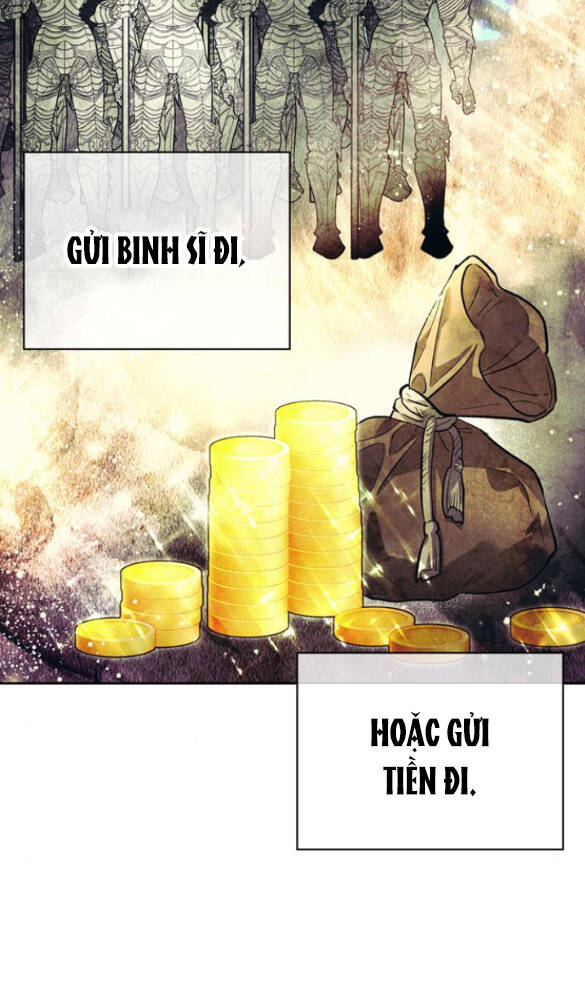 GỬI BINH SĨ ĐI,
HOẶC GỬI
TIỀN ĐI.